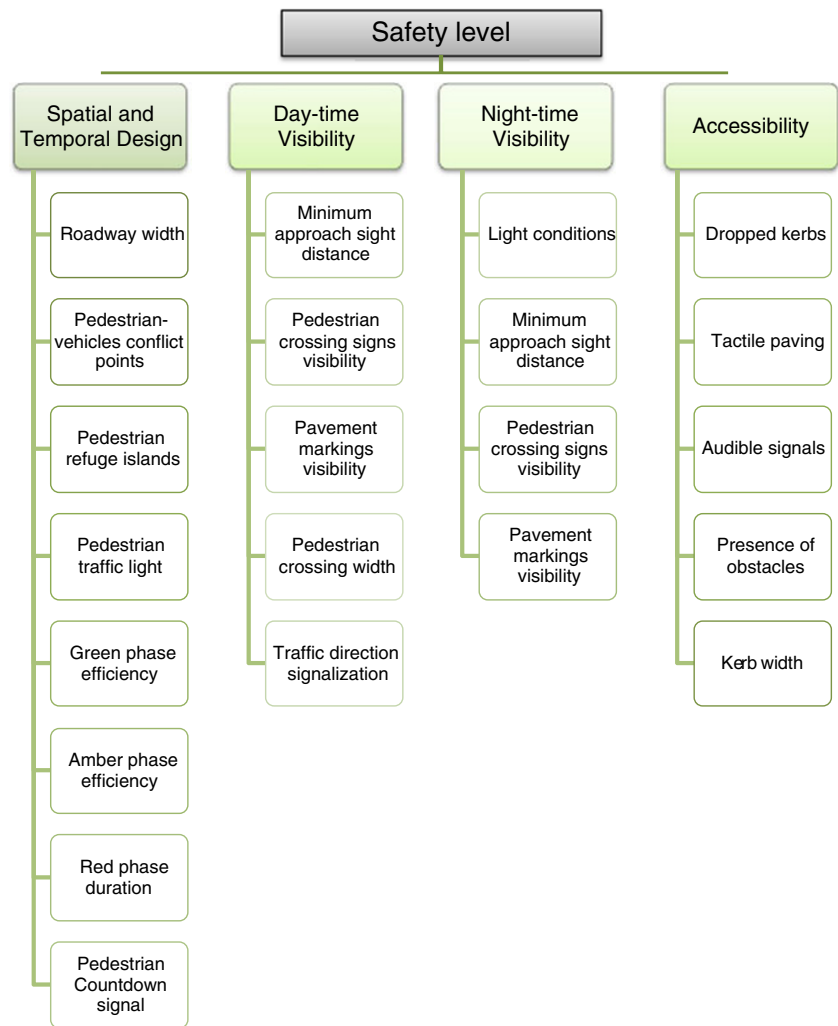 Safety level
Spatial and
Temporal Design
Roadway width
Pedestrian-
vehicles conflict
points
Pedestrian
refuge islands
Pedestrian
traffic light
Green phase
efficiency
Amber phase
efficiency
Red phase
duration
Pedestrian
Countdown
signal
Day-time
Visibility
Minimum
approach sight
distance
Pedestrian
crossing signs
visibility
Pavement
markings
visibility
Pedestrian
crossing width
Traffic direction
signalization
Night-time
Visibility
Light conditions
Minimum
approach sight
distance
Pedestrian
crossing signs
visibility
Pavement
markings
visibility
Accessibility
Dropped kerbs
Tactile paving
Audible signals
Presence of
obstacles
Kerb width